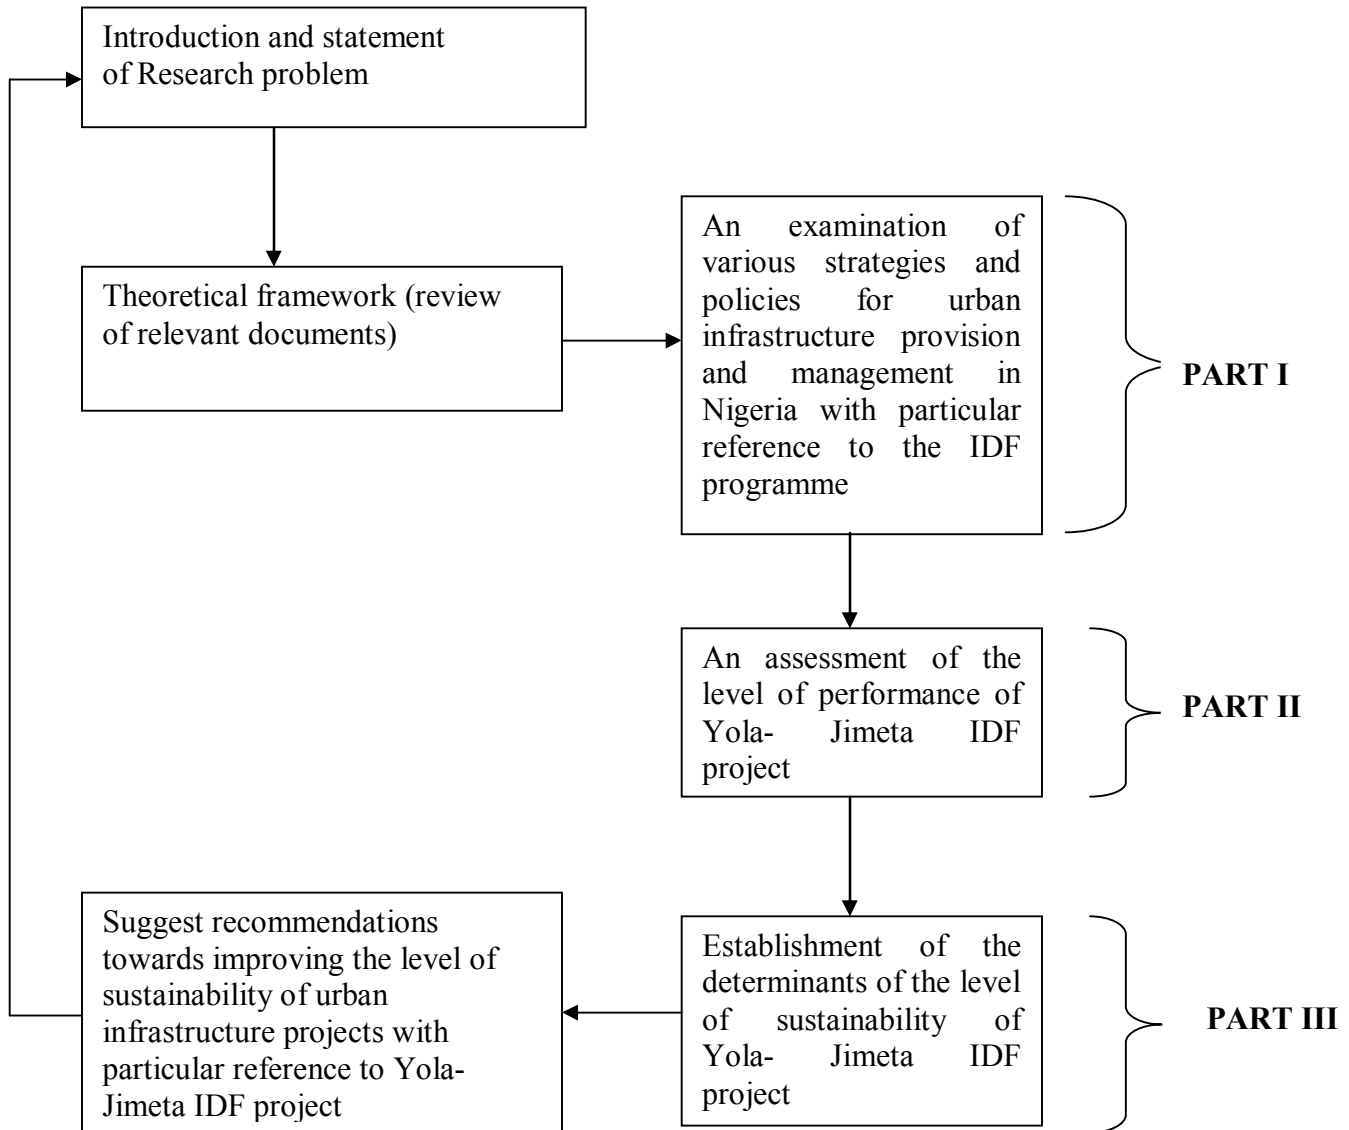 Introduction and statement
of Research problem
Theoretical framework (review
of relevant documents)
An examination of
various strategies and
policies for urban
infrastructure provision
and management in
Nigeria with particular
reference to the IDF
programme
PART I
An assessment of the
level of performance of
Yola- Jimeta IDF
project
PART II
Establishment of the
determinants of the level
of sustainability of
Yola- Jimeta IDF
project
PART III
Suggest recommendations
towards improving the level of
sustainability of urban
infrastructure projects with
particular reference to Yola-
Jimeta IDF project